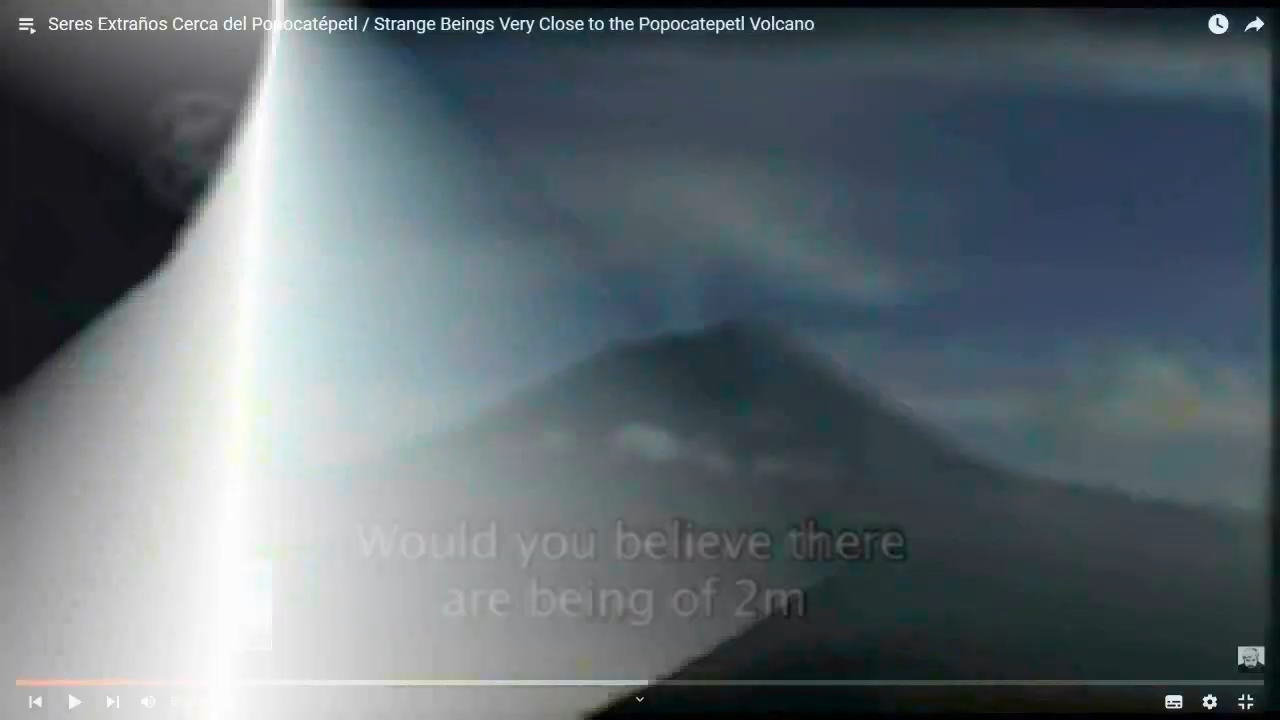 Seres Extraños Cerca del Popocatépetl / Strange Beings Very Close to the Popocatepetl Volcano
Would you believe there
are being of 2m